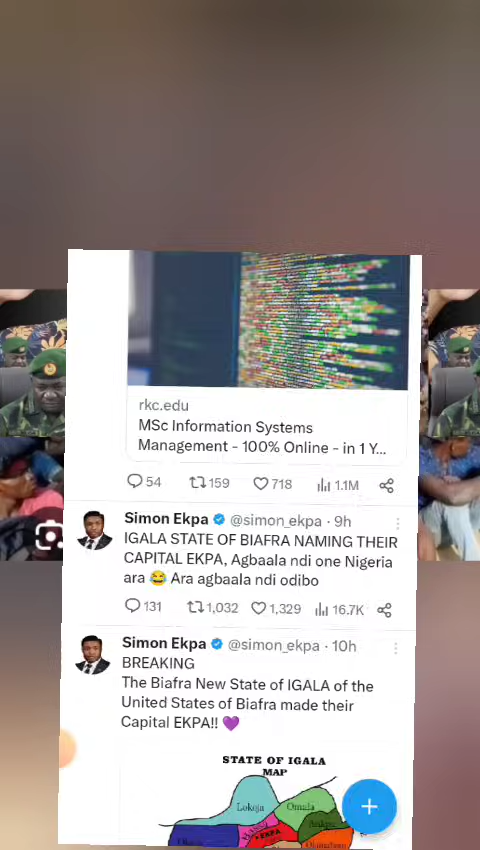 rkc.edu
MSc Information Systems
Management - 100% Online - in 1 Y...
54 159 718 1.1M
Simon Ekpa @simon_ekpa · 9h
IGALA STATE OF BIAFRA NAMING THEIR
CAPITAL EKPA, Agbaala ndi one Nigeria
ara 😂 Ara agbaala ndi odibo
131 1,032 1,329 16.7K
Simon Ekpa @simon_ekpa · 10h
BREAKING
The Biafra New State of IGALA of the
United States of Biafra made their
Capital EKPA!! 💜
STATE OF IGALA
MAP
Lokoja Omala
EKPA